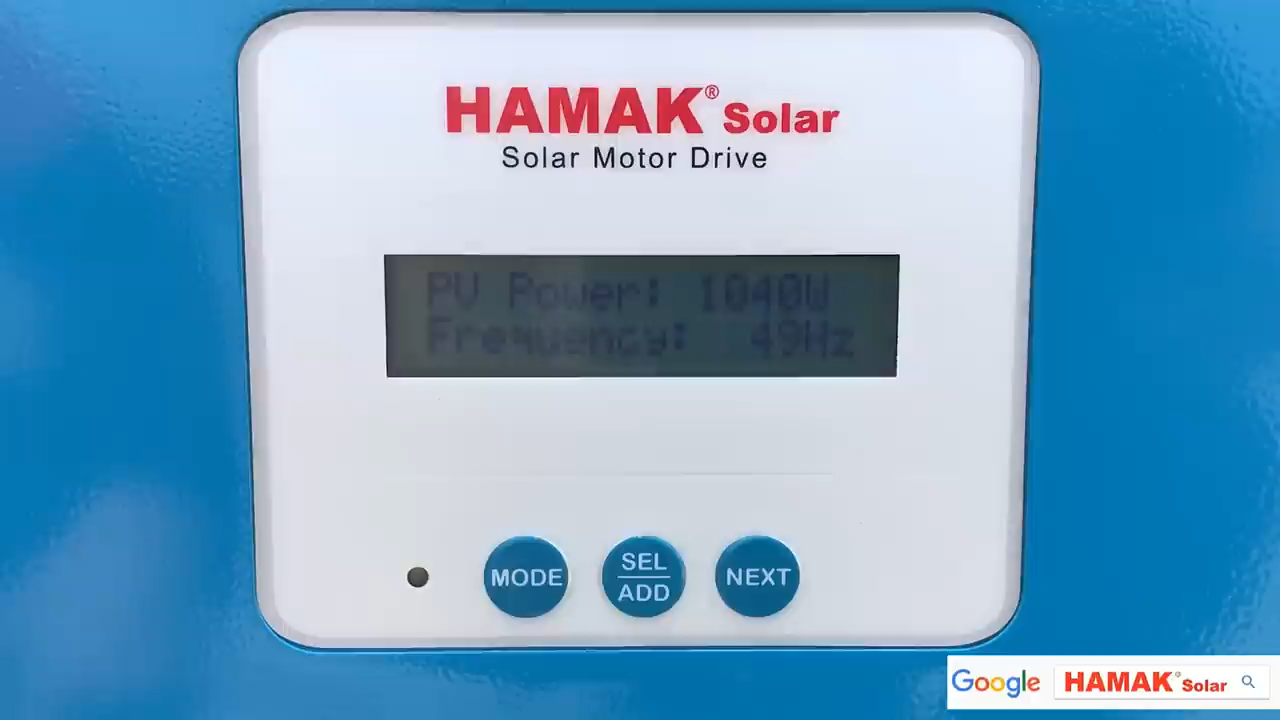 HAMAK® Solar
Solar Motor Drive
PV Power: 1040W
Frequency: 49Hz
MODE
SEL
ADD
NEXT
Google HAMAK® Solar